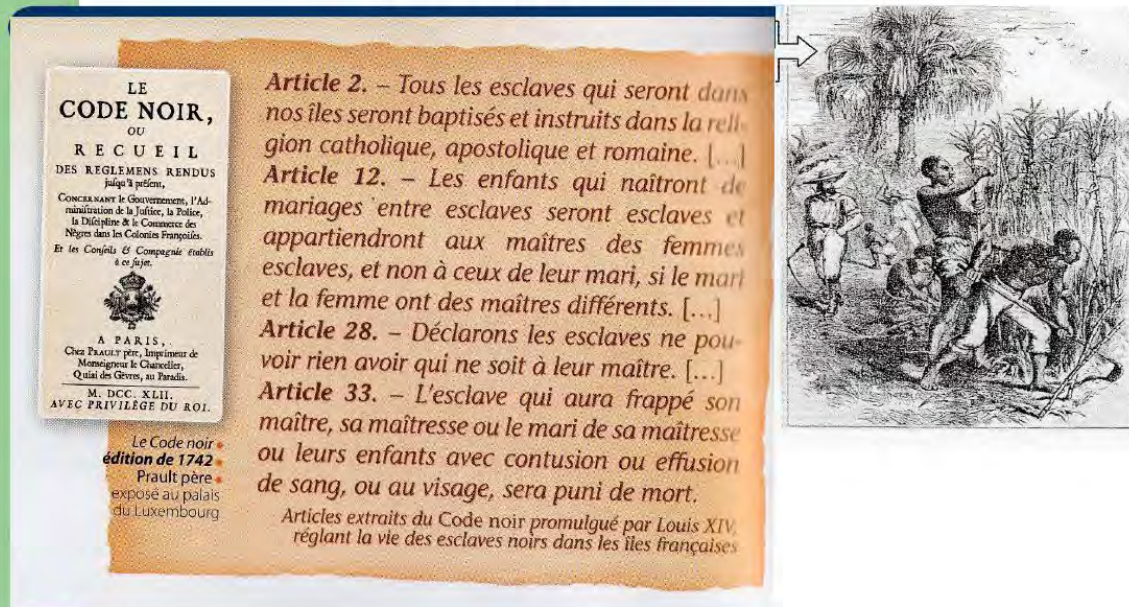 LE
CODE NOIR,
OU
RECUEIL
DES REGLEMENS RENDUS
jusqu'à présent,
CONCERNANT le Gouvernement, l'Ad-
ministration de la Justice, la Police,
la Discipline & le Commerce des
Nègres dans les Colonies Françoises.
Et les Conseils & Compagnies établis
à ce sujet.
A PARIS,
Chez PRAULT père, Imprimeur de
Monseigneur le Chancelier,
Quai des Gêvres, au Paradis.
M. DCC. XLII.
AVEC PRIVILÈGE DU ROI.
Le Code noir
édition de 1742
Prault père
exposé au palais
du Luxembourg
Article 2. – Tous les esclaves qui seront dans
nos îles seront baptisés et instruits dans la reli-
gion catholique, apostolique et romaine. [...]
Article 12. – Les enfants qui naîtront de
mariages entre esclaves seront esclaves et
appartiendront aux maîtres des femmes
esclaves, et non à ceux de leur mari, si le mari
et la femme ont des maîtres différents. [...]
Article 28. – Déclarons les esclaves ne pou-
voir rien avoir qui ne soit à leur maître. [...]
Article 33. – L'esclave qui aura frappé son
maître, sa maîtresse ou le mari de sa maîtresse
ou leurs enfants avec contusion ou effusion
de sang, ou au visage, sera puni de mort.
Articles extraits du Code noir promulgué par Louis XIV,
réglant la vie des esclaves noirs dans les îles françaises